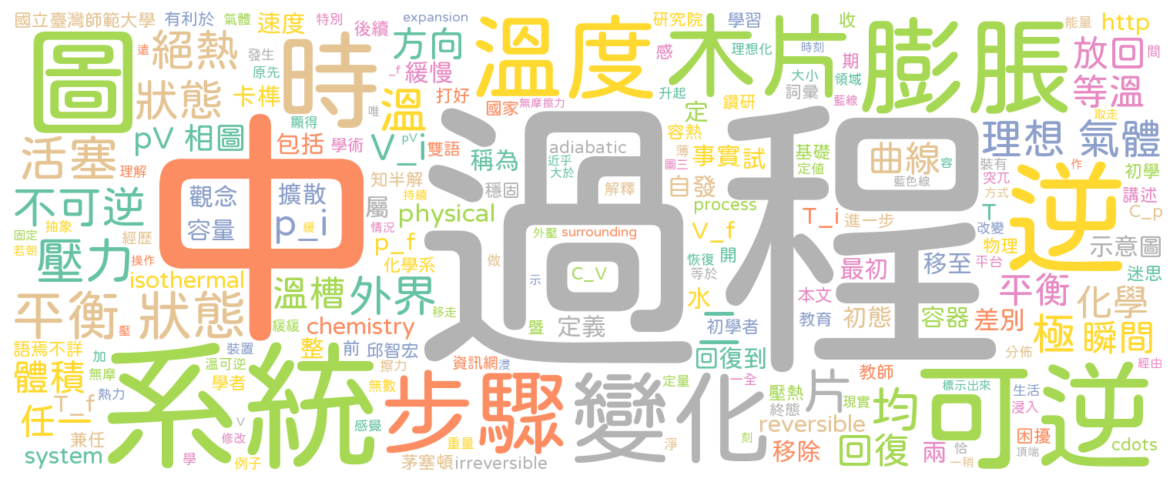 國立臺灣師範大學 有利於 氣體 速度 特別 後續 expansion 研究院 學習 收 能量 http
圖 絕熱 發生 遠 時 _f 方向 溫度 木片 感 理想化 時刻 期 膨脹 放回 間
狀態 卡榫 原先 唯 緩慢 無摩擦力 升起 鑽研 大小 領域 等溫
顯得 打好 溫 國家 定 詞彙 藍線 取走
pV 相圖 包括 學術 V_i pV 雙語 adiabatic 容熱 薄 基礎 理想 氣體
活塞 理解 中 稱為 近乎 大於 事實 試 圖三 定值 曲線 容 裝有 作 初學
觀念 擴散 知半解 持續 穩固 解釋 自發 藍色線 突兀 方式 講述
不可逆 容量 p_i 緩 屬 physical 過程 process T_i 進一步 T 逆 C_p
抽象 情況 p_f 外壓 surrounding V_f 改變 物理 示意圖
固定 壓力 經歷 化學系 做 恢復 開 最初 移至 平台
若朝 操作 isothermal 示 C_V 等於 水 _ 本文 平衡 迷思
平衡 狀態 溫槽 外界 移走 暨 定義 初學者 教育 初態 容器 差別 化學
壓 緩緩 chemistry 回復到 極 瞬間
語焉不詳 加 裝置 整 前 邱智宏 資訊網 浸 分佈 經由
體積 無摩 溫可逆 擦力 無數 定量 一全 教師 標示出來
任一 T_f 熱力 學者 系統 步驟 變化 片 壓熱 現實 均 生活 浸入 可逆
兼任 V 感覺 重量 淨 終態 reversible 兩 困擾 恰
system 學 修改 例子 茅塞頓 irreversible 刻 移除 回復 頂端 一稍 cdots